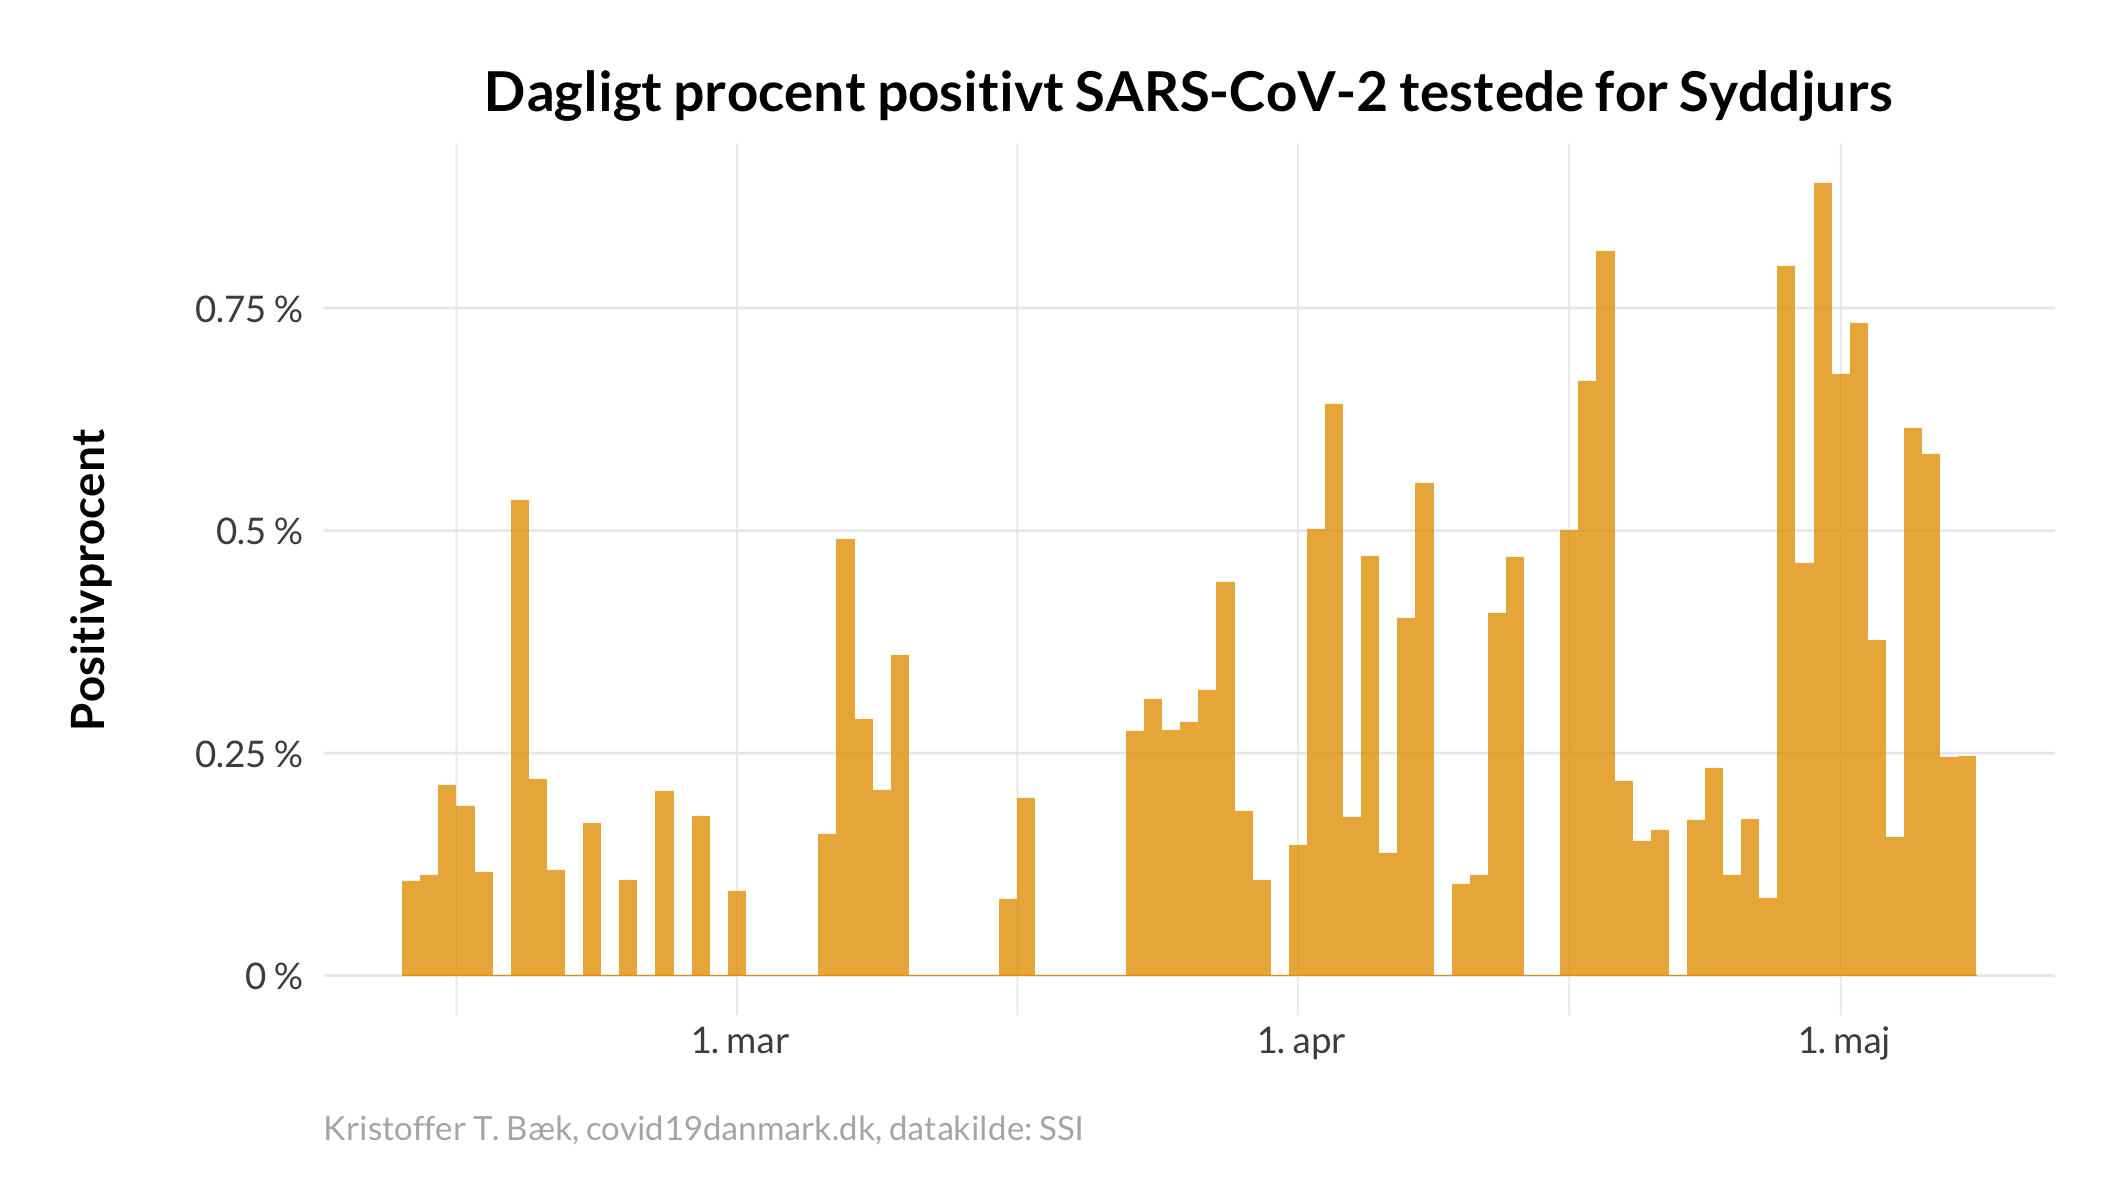 Dagligt procent positivt SARS-CoV-2 testede for Syddjurs
Positivprocent
0.75 %
0.5 %
0.25 %
0 %
1. mar
1. apr
1. maj
Kristoffer T. Bæk, covid19danmark.dk, datakilde: SSI